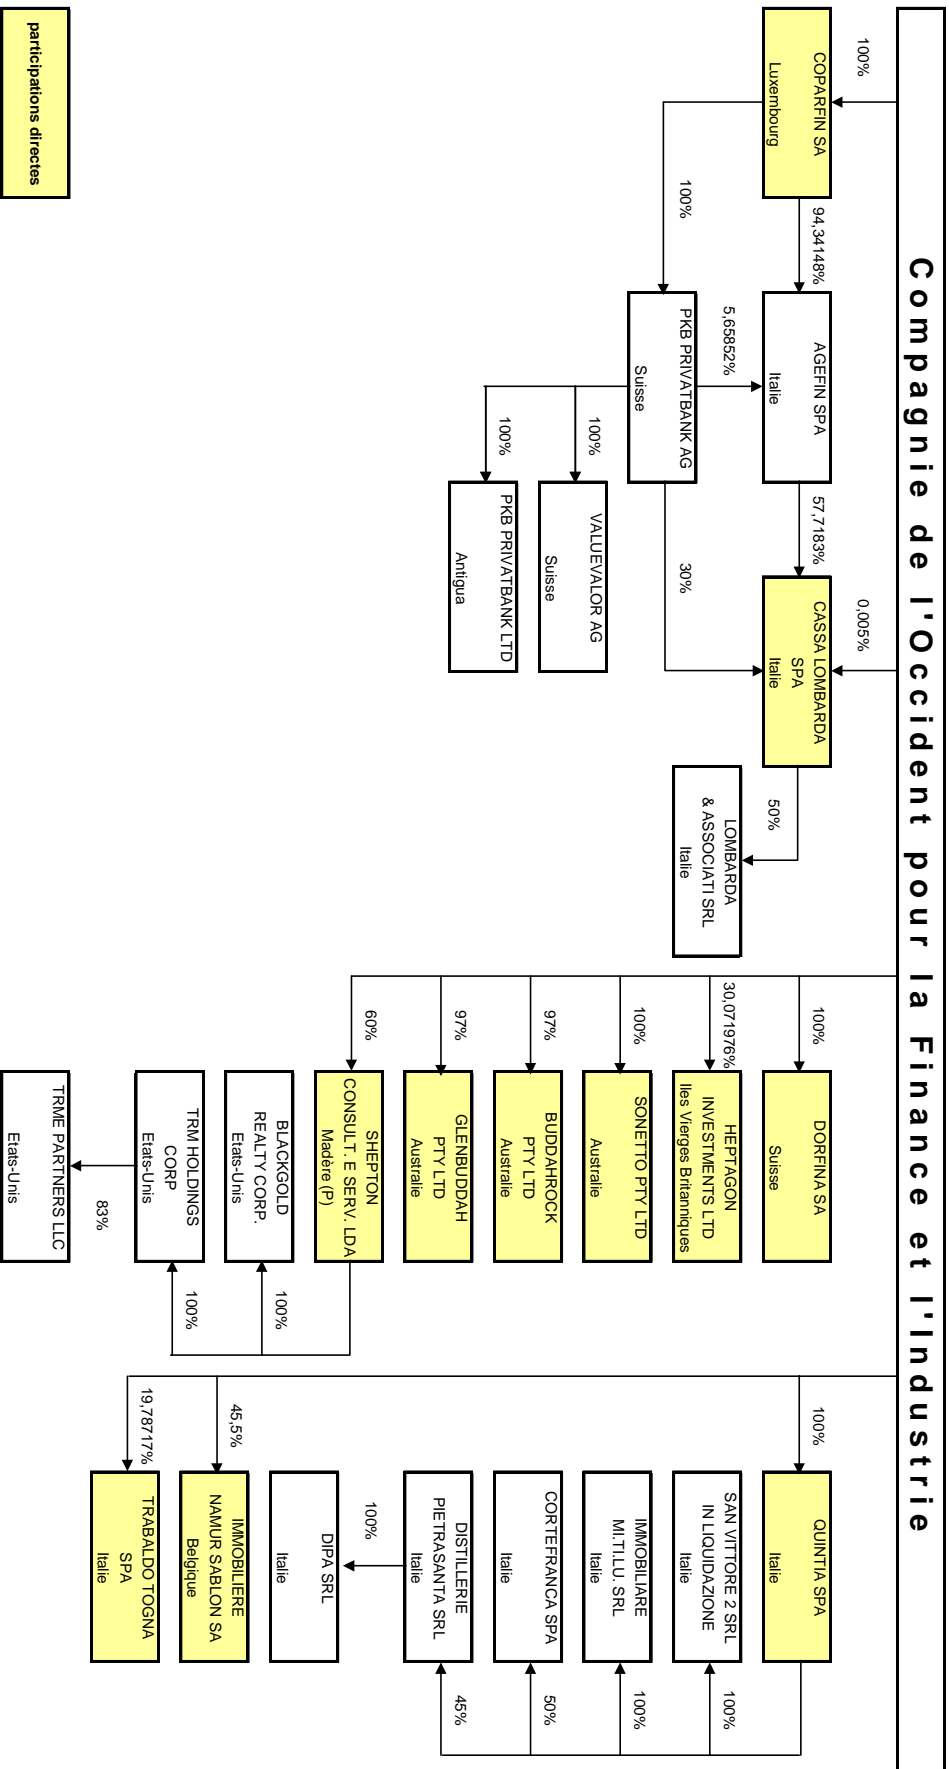 Compagnie de l'Occident pour la Finance et l'Industrie
100%
COPARFIN SA
Luxembourg
94,34148%
AGEFIN SPA
Italie
57,7183%
0,005%
CASSA LOMBARDA
SPA
Italie
50%
LOMBARDA
& ASSOCIATI SRL
Italie
100%
PKB PRIVATBANK AG
Suisse
5,65852%
30%
100%
VALUEVALOR AG
Suisse
100%
PKB PRIVATBANK LTD
Antigua
100%
DORFINA SA
Suisse
30,071976%
HEPTAGON
INVESTMENTS LTD
Iles Vierges Britanniques
100%
SONETTO PTY LTD
Australie
97%
BUDDAHROCK
PTY LTD
Australie
97%
GLENBUDDAH
PTY LTD
Australie
60%
SHEPTON
CONSULT. E SERV. LDA
Madère (P)
BLACKGOLD
REALTY CORP.
Etats-Unis
100%
TRM HOLDINGS
CORP
Etats-Unis
100%
83%
TRME PARTNERS LLC
Etats-Unis
100%
QUINTIA SPA
Italie
SAN VITTORE 2 SRL
IN LIQUIDAZIONE
100%
IMMOBILIARE
MI.TI.LU. SRL
Italie
100%
CORTEFRANCA SPA
Italie
50%
DISTILLERIE
PIETRASANTA SRL
Italie
45%
100%
DIPA SRL
Italie
45,5%
IMMOBILIERE
NAMUR SABLON SA
Belgique
19,78717%
TRABALDO TOGNA
SPA
Italie
participations directes